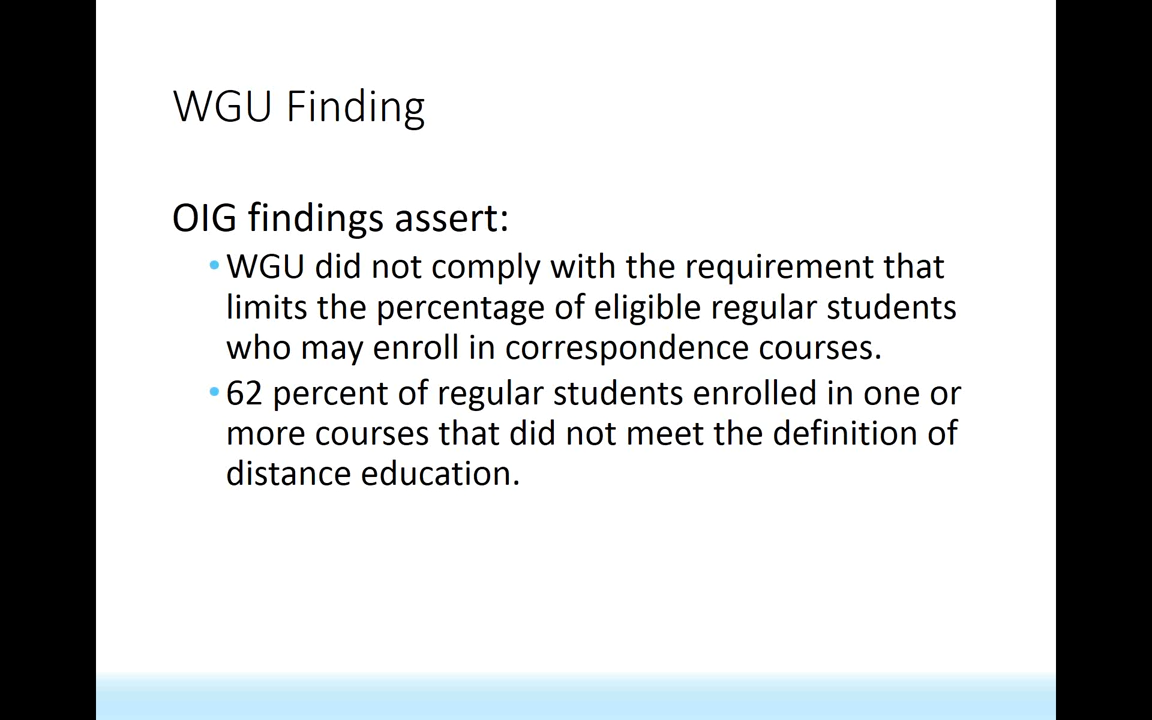 WGU Finding
OIG findings assert:
•WGU did not comply with the requirement that
limits the percentage of eligible regular students
who may enroll in correspondence courses.
•62 percent of regular students enrolled in one or
more courses that did not meet the definition of
distance education.